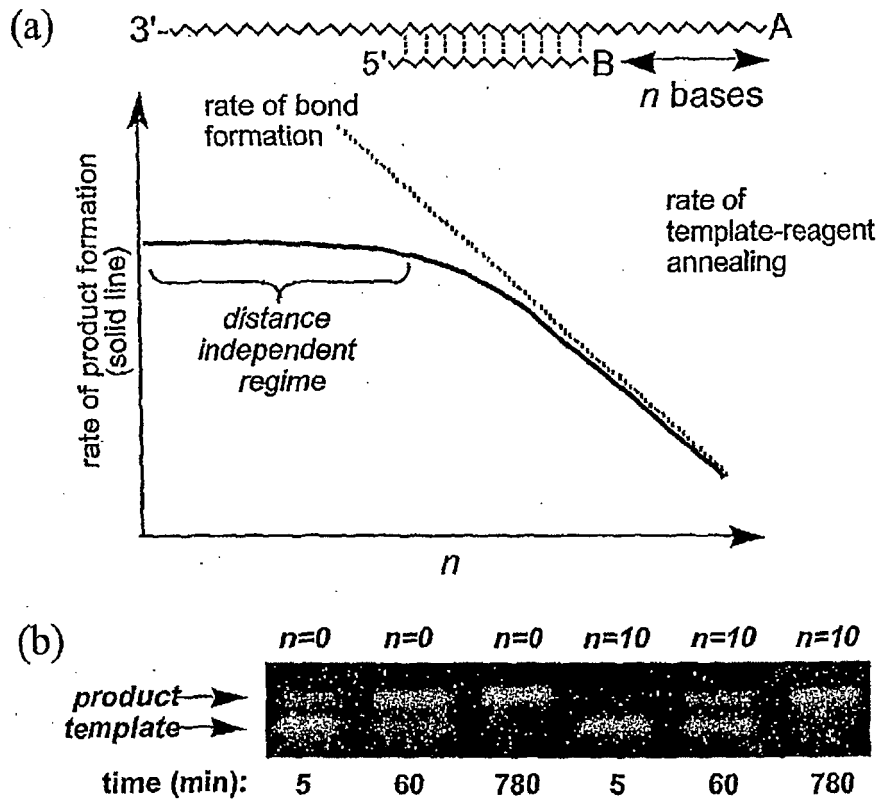 (a)
3' A
5' B
n bases
rate of bond
formation
rate of
template-reagent
annealing
distance
independent
regime
rate of product formation
(solid line)
n
(b)
n=0 n=0 n=0 n=10 n=10 n=10
product
template
time (min): 5 60 780 5 60 780